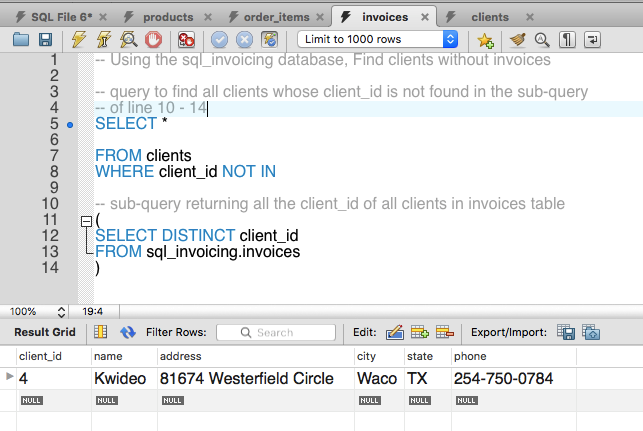 SQL File 6* products order_items invoices clients
Limit to 1000 rows
1 -- Using the sql_invoicing database, Find clients without invoices
2
3 -- query to find all clients whose client_id is not found in the sub-query
4 -- of line 10 - 14
5 SELECT *
6
7 FROM clients
8 WHERE client_id NOT IN
9
10 -- sub-query returning all the client_id of all clients in invoices table
11 (
12 SELECT DISTINCT client_id
13 FROM sql_invoicing.invoices
14 )
100% 19:4
Result Grid Filter Rows: Search Edit: Export/Import:
client_id name address city state phone
4 Kwideo 81674 Westerfield Circle Waco TX 254-750-0784
NULL NULL NULL NULL NULL NULL